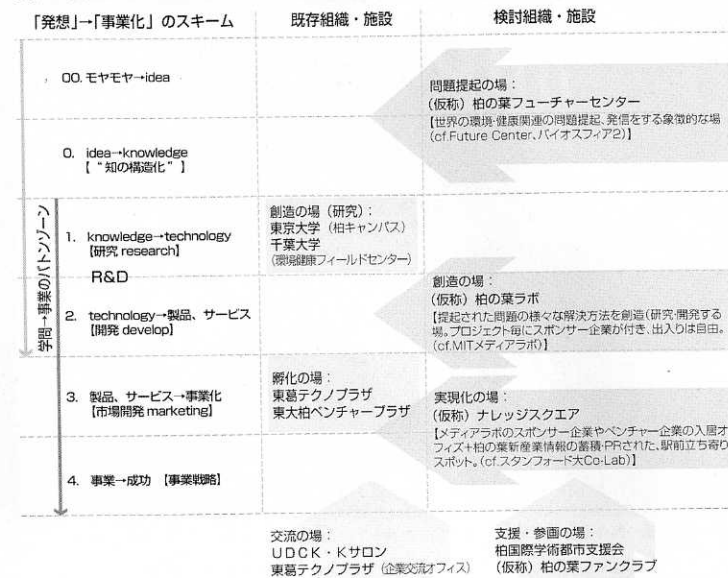 「発想」→「事業化」のスキーム
既存組織・施設
検討組織・施設
00. モヤモヤ→idea
問題提起の場：
(仮称) 柏の葉フューチャーセンター
【世界の環境・健康関連の問題提起、発信をする象徴的な場
(cf.Future Center、バイオスフィア2)】
0. idea→knowledge
【“知の構造化”】
学問→事業のバトンゾーン
1. knowledge→technology
【研究 research】
R&D
創造の場（研究）：
東京大学（柏キャンパス）
千葉大学
(環境健康フィールドセンター)
2. technology→製品、サービス
【開発 develop】
創造の場：
(仮称) 柏の葉ラボ
【提起された問題の様々な解決方法を創造(研究・開発する
場。プロジェクト毎にスポンサー企業が付き、出入りは自由。
(cf.MITメディアラボ)】
3. 製品、サービス→事業化
【市場開発 marketing】
孵化の場：
東葛テクノプラザ
東大柏ベンチャープラザ
実現化の場：
(仮称) ナレッジスクエア
【メディアラボのスポンサー企業やベンチャー企業の入居オ
フィズ+柏の葉新産業情報の蓄積・PRされた、駅前立ち寄り
スポット。(cf.スタンフォード大Co-Lab)】
4. 事業→成功 【事業戦略】
交流の場：
UDCK・Kサロン
東葛テクノプラザ (企業交流オフィス)
支援・参画の場：
柏国際学術都市支援会
(仮称) 柏の葉ファンクラブ